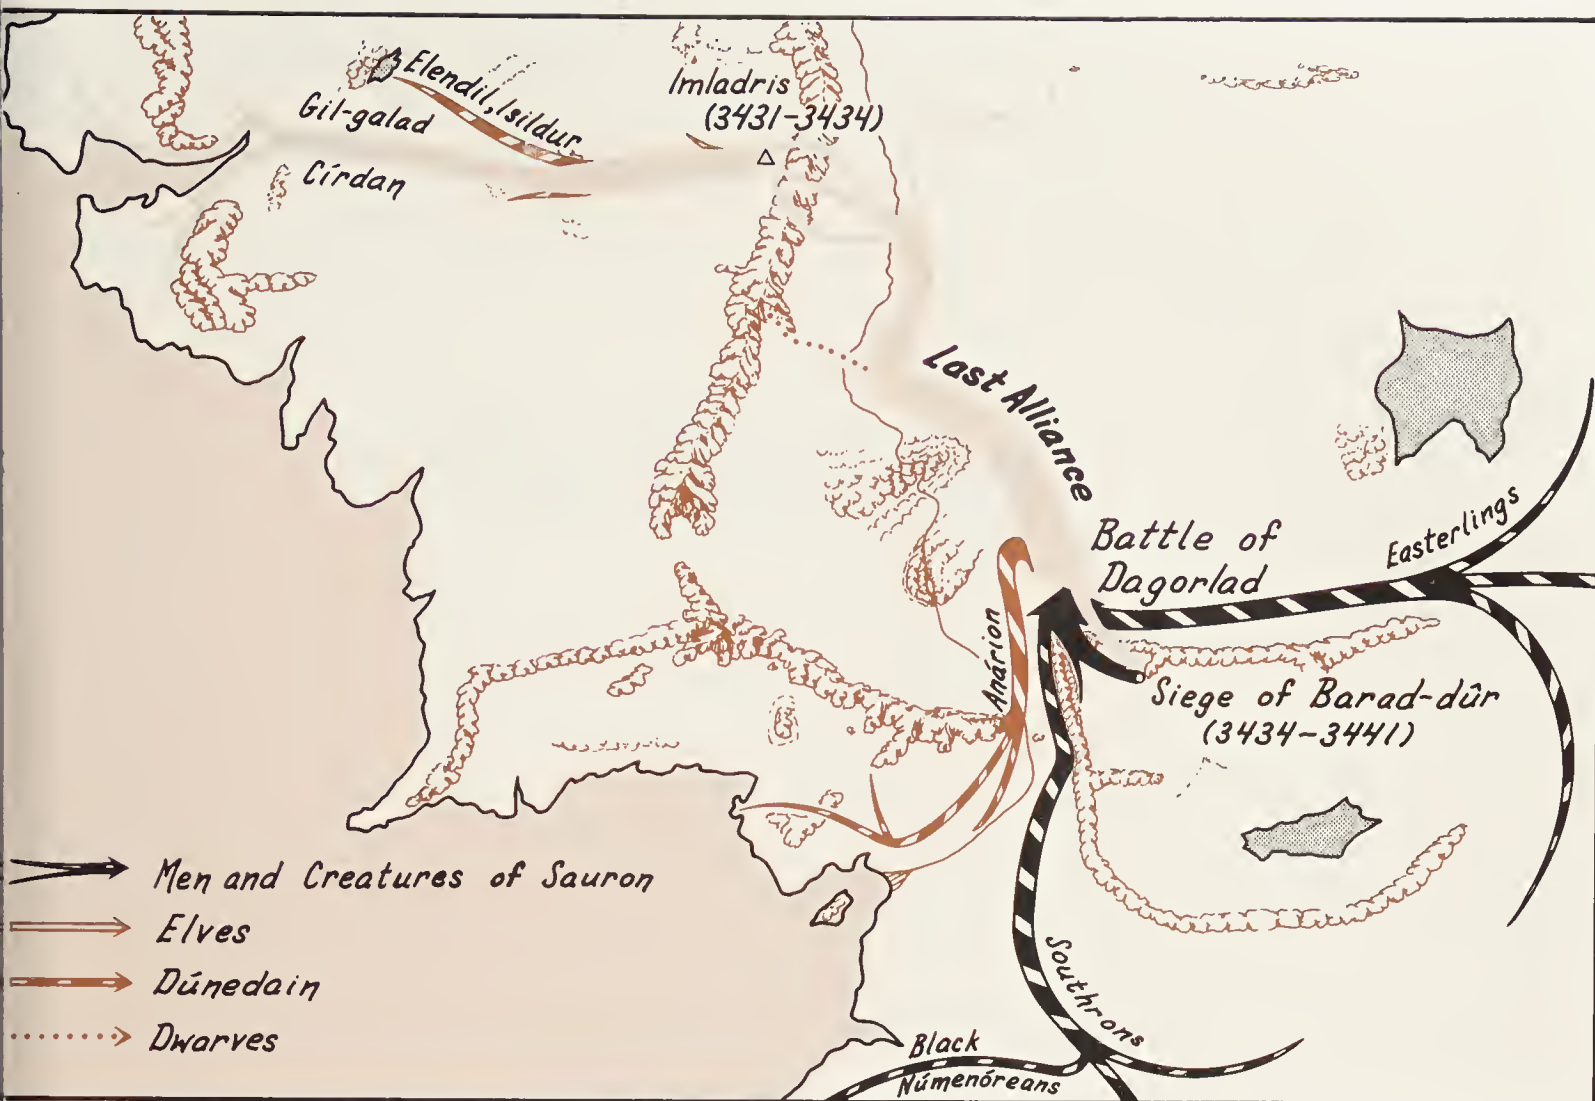 Elendil, Isildur
Gil-galad
Círdan
Imladris
(3431-3434)
Last Alliance
Battle of
Dagorlad
Easterlings
Anárion
Siege of Barad-dûr
(3434-3441)
Southrons
Black
Númenóreans
Men and Creatures of Sauron
Elves
Dúnedain
Dwarves